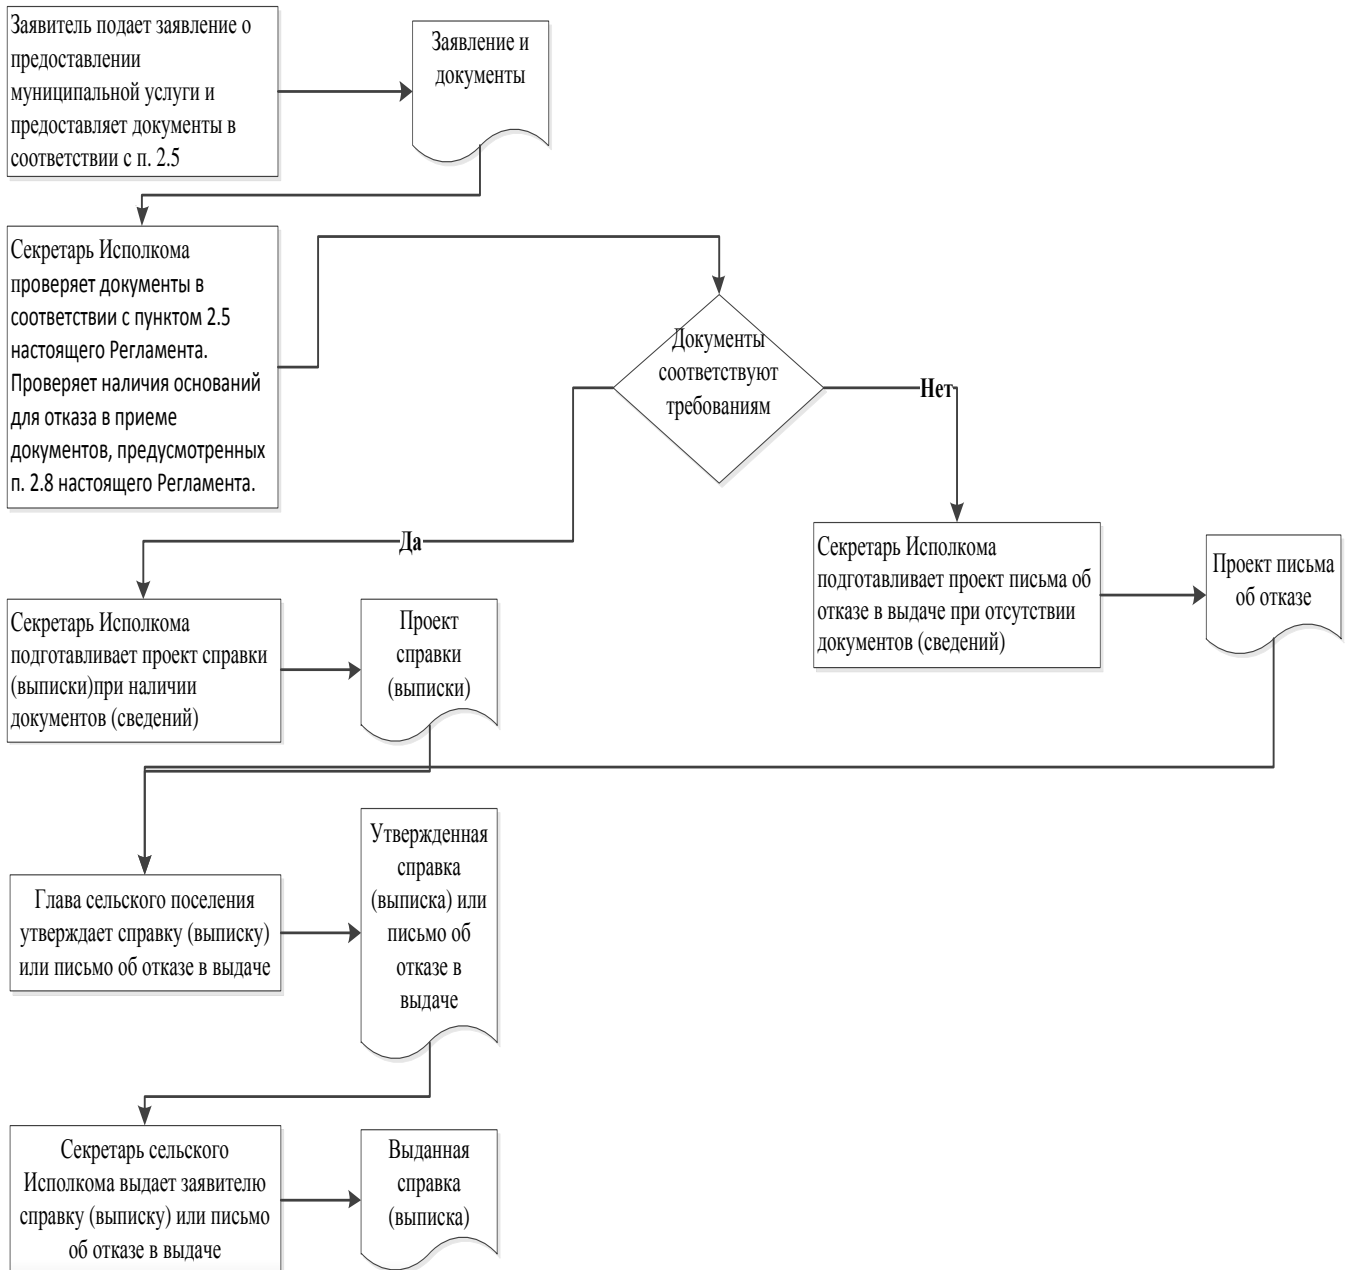 Заявитель подает заявление о
предоставлении
муниципальной услуги и
предоставляет документы в
соответствии с п. 2.5
Заявление и
документы
Секретарь Исполкома
проверяет документы в
соответствии с пунктом 2.5
настоящего Регламента.
Проверяет наличия оснований
для отказа в приеме
документов, предусмотренных
п. 2.8 настоящего Регламента.
Документы
соответствуют
требованиям
Нет
Да
Секретарь Исполкома
подготавливает проект письма об
отказе в выдаче при отсутствии
документов (сведений)
Проект письма
об отказе
Секретарь Исполкома
подготавливает проект справки
(выписки)при наличии
документов (сведений)
Проект
справки
(выписки)
Глава сельского поселения
утверждает справку (выписку)
или письмо об отказе в выдаче
Утвержденная
справка
(выписка) или
письмо об
отказе в
выдаче
Секретарь сельского
Исполкома выдает заявителю
справку (выписку) или письмо
об отказе в выдаче
Выданная
справка
(выписка)